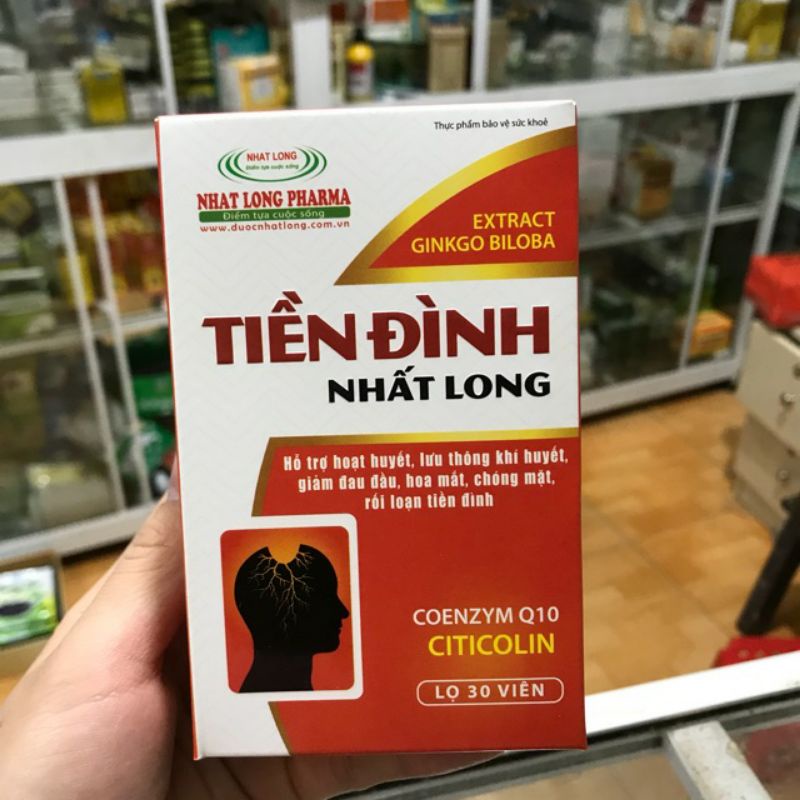 Thực phẩm bảo vệ sức khoẻ
NHAT LONG
Điểm tựa cuộc sống
NHAT LONG PHARMA
Điểm tựa cuộc sống
www.duocnhatlong.com.vn
EXTRACT
GINKGO BILOBA
TIỀN ĐÌNH
NHẤT LONG
Hỗ trợ hoạt huyết, lưu thông khí huyết,
giảm đau đầu, hoa mắt, chóng mặt,
rối loạn tiền đình
COENZYM Q10
CITICOLIN
LỌ 30 VIÊN